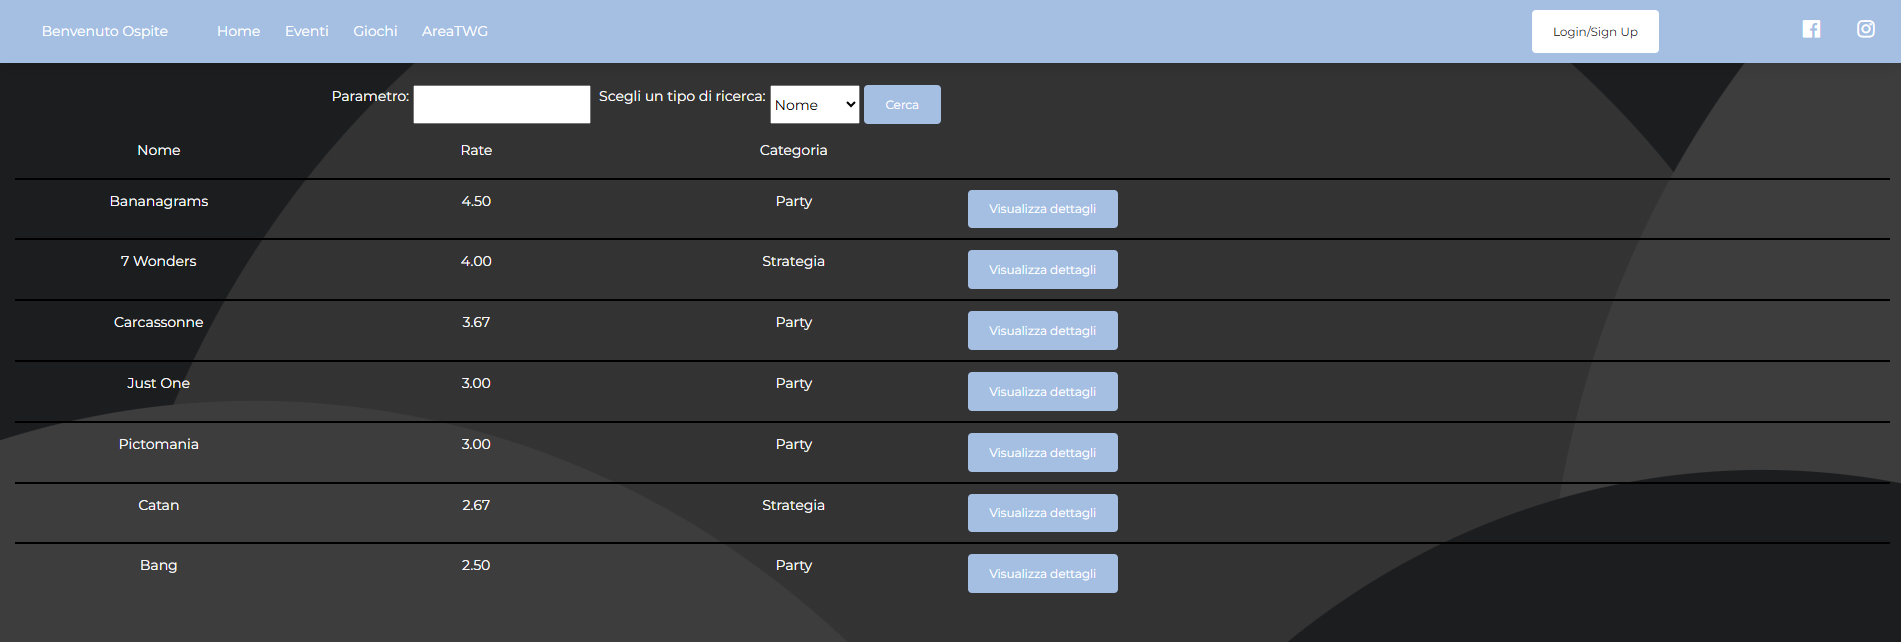 Benvenuto Ospite Home Eventi Giochi AreaTWG Login/Sign Up
Parametro: Scegli un tipo di ricerca: Nome Cerca
Nome Rate Categoria
Bananagrams 4.50 Party Visualizza dettagli
7 Wonders 4.00 Strategia Visualizza dettagli
Carcassonne 3.67 Party Visualizza dettagli
Just One 3.00 Party Visualizza dettagli
Pictomania 3.00 Party Visualizza dettagli
Catan 2.67 Strategia Visualizza dettagli
Bang 2.50 Party Visualizza dettagli